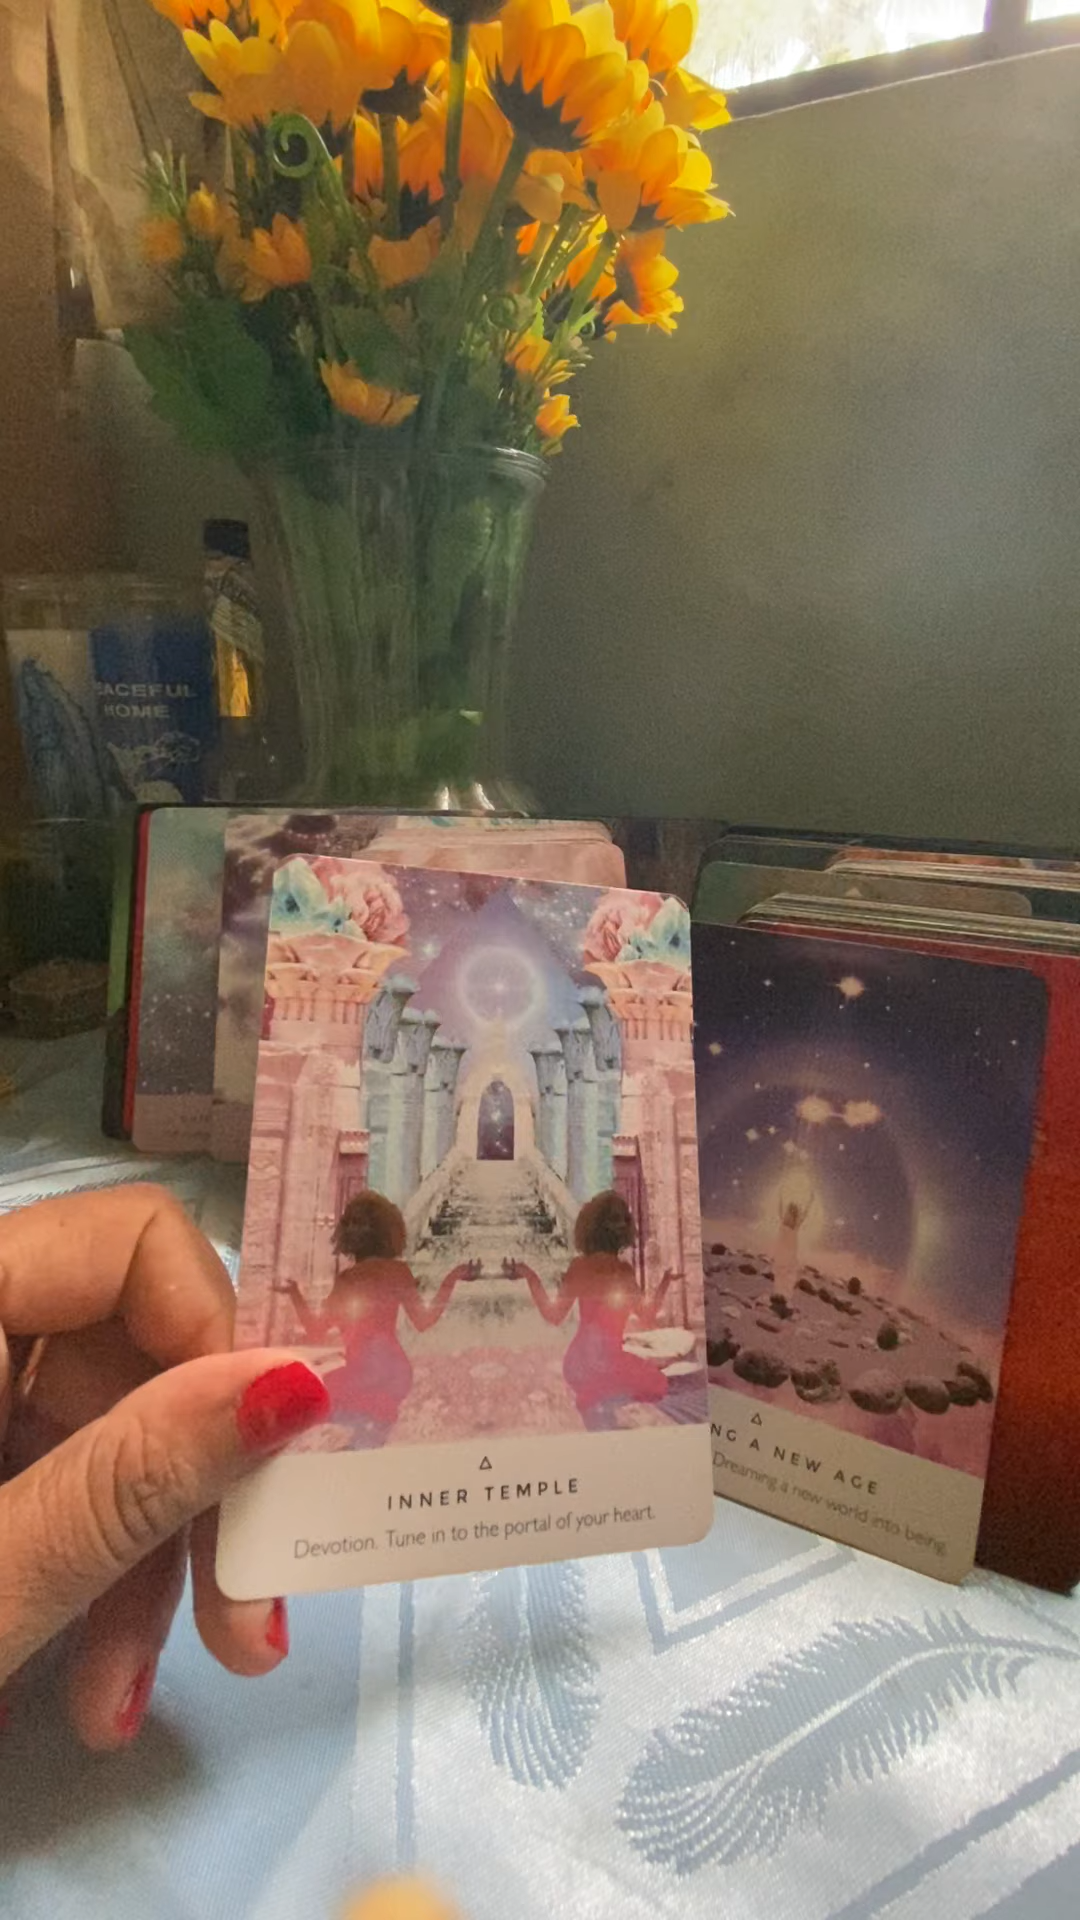 EACEFUL
HOME
INNER TEMPLE
Devotion. Tune in to the portal of your heart.
NG A NEW AGE
Dreaming a new world into being.